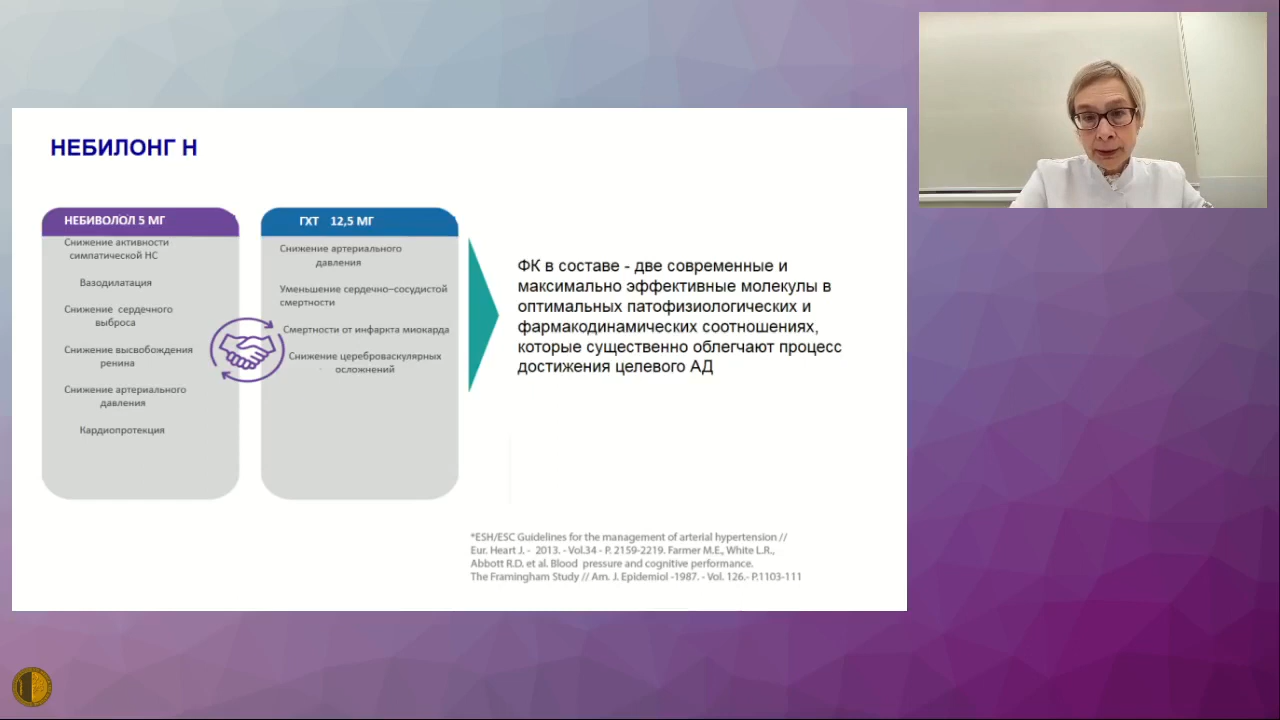 НЕБИЛОНГ Н
НЕБИВОЛОЛ 5 МГ
Снижение активности
симпатической НС
Вазодилатация
Снижение сердечного
выброса
Снижение высвобождения
ренина
Снижение артериального
давления
Кардиопротекция
ГХТ 12,5 МГ
Снижение артериального
давления
Уменьшение сердечно–сосудистой
смертности
Смертности от инфаркта миокарда
Снижение цереброваскулярных
осложнений
ФК в составе - две современные и
максимально эффективные молекулы в
оптимальных патофизиологических и
фармакодинамических соотношениях,
которые существенно облегчают процесс
достижения целевого АД
*ESH/ESC Guidelines for the management of arterial hypertension //
Eur. Heart J. - 2013. - Vol.34 - P. 2159-2219. Farmer M.E., White L.R.,
Abbott R.D. et al. Blood pressure and cognitive performance.
The Framingham Study // Am. J. Epidemiol -1987. - Vol. 126.- P.1103-111